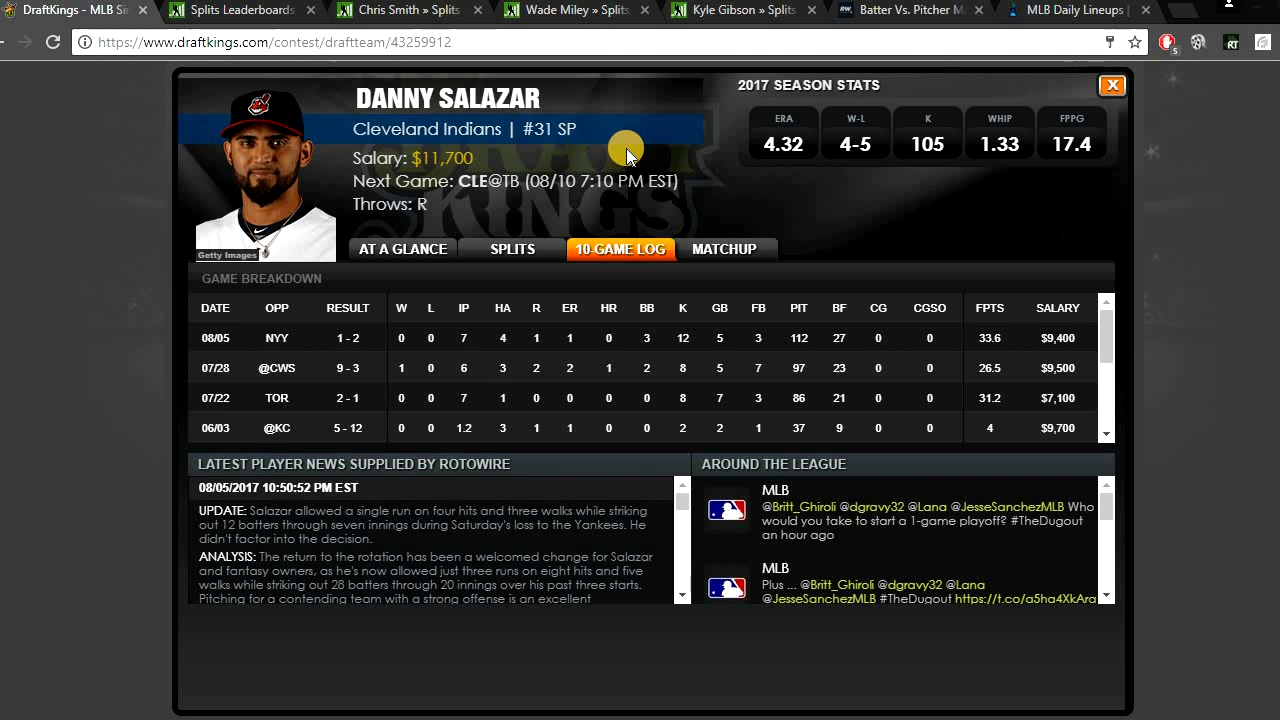 DraftKings - MLB Si
Splits Leaderboards
Chris Smith » Splits
Wade Miley » Splits
Kyle Gibson » Splits
Batter Vs. Pitcher M
MLB Daily Lineups |
https://www.draftkings.com/contest/draftteam/43259912
DANNY SALAZAR
Cleveland Indians | #31 SP
Salary: $11,700
Next Game: CLE@TB (08/10 7:10 PM EST)
Throws: R
Getty Images
2017 SEASON STATS
X
ERA W-L K WHIP FPPG
4.32 4-5 105 1.33 17.4
AT A GLANCE SPLITS 10-GAME LOG MATCHUP
GAME BREAKDOWN
DATE OPP RESULT W L IP HA R ER HR BB K GB FB PIT BF CG CGSO FPTS SALARY
08/05 NYY 1 - 2 0 0 7 4 1 1 0 3 12 5 3 112 27 0 0 33.6 $9,400
07/28 @CWS 9 - 3 1 0 6 3 2 2 1 2 8 5 7 97 23 0 0 26.5 $9,500
07/22 TOR 2 - 1 0 0 7 1 0 0 0 0 8 7 3 86 21 0 0 31.2 $7,100
06/03 @KC 5 - 12 0 0 1.2 3 1 1 0 0 2 2 1 37 9 0 0 4 $9,700
LATEST PLAYER NEWS SUPPLIED BY ROTOWIRE
08/05/2017 10:50:52 PM EST
UPDATE: Salazar allowed a single run on four hits and three walks while striking
out 12 batters through seven innings during Saturday's loss to the Yankees. He
didn't factor into the decision.
ANALYSIS: The return to the rotation has been a welcomed change for Salazar
and fantasy owners, as he's now allowed just three runs on eight hits and five
walks while striking out 28 batters through 20 innings over his past three starts.
Pitching for a contending team with a strong offense is an excellent
AROUND THE LEAGUE
MLB
@Britt_Ghiroli @dgravy32 @Lana @JesseSanchezMLB Who
would you take to start a 1-game playoff? #TheDugout
an hour ago
MLB
Plus ... @Britt_Ghiroli @dgravy32 @Lana
@JesseSanchezMLB #TheDugout https://t.co/a5ha4XkAra